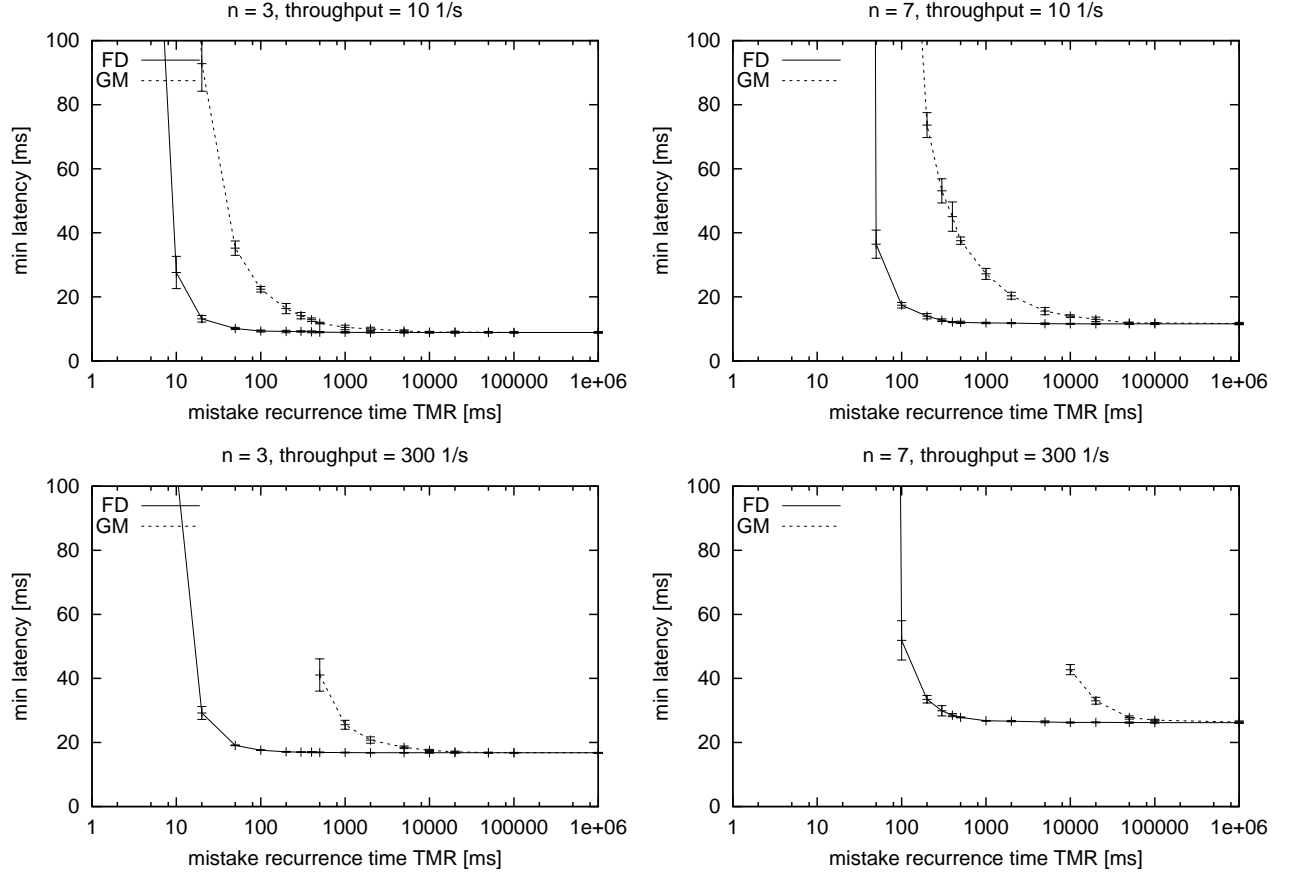 n = 3, throughput = 10 1/s
FD
GM
100
80
60
40
20
0
min latency [ms]
1 10 100 1000 10000 100000 1e+06
mistake recurrence time TMR [ms]
n = 7, throughput = 10 1/s
FD
GM
100
80
60
40
20
0
min latency [ms]
1 10 100 1000 10000 100000 1e+06
mistake recurrence time TMR [ms]
n = 3, throughput = 300 1/s
FD
GM
100
80
60
40
20
0
min latency [ms]
1 10 100 1000 10000 100000 1e+06
mistake recurrence time TMR [ms]
n = 7, throughput = 300 1/s
FD
GM
100
80
60
40
20
0
min latency [ms]
1 10 100 1000 10000 100000 1e+06
mistake recurrence time TMR [ms]